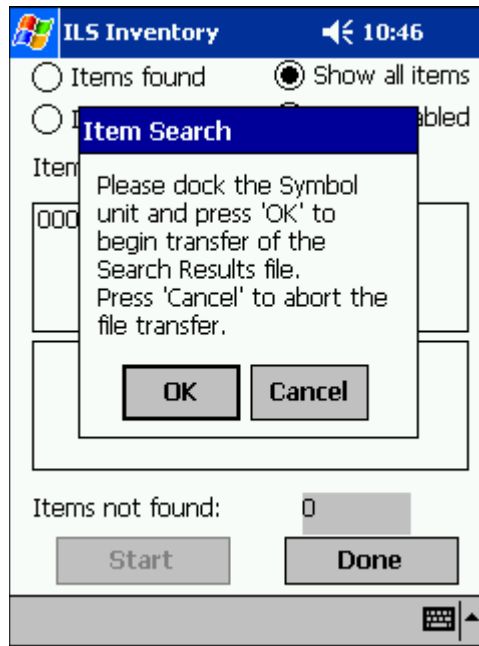 ILS Inventory 10:46
Items found Show all items
Item Search
Please dock the Symbol
unit and press 'OK' to
begin transfer of the
Search Results file.
Press 'Cancel' to abort the
file transfer.
OK Cancel
Items not found: 0
Start Done